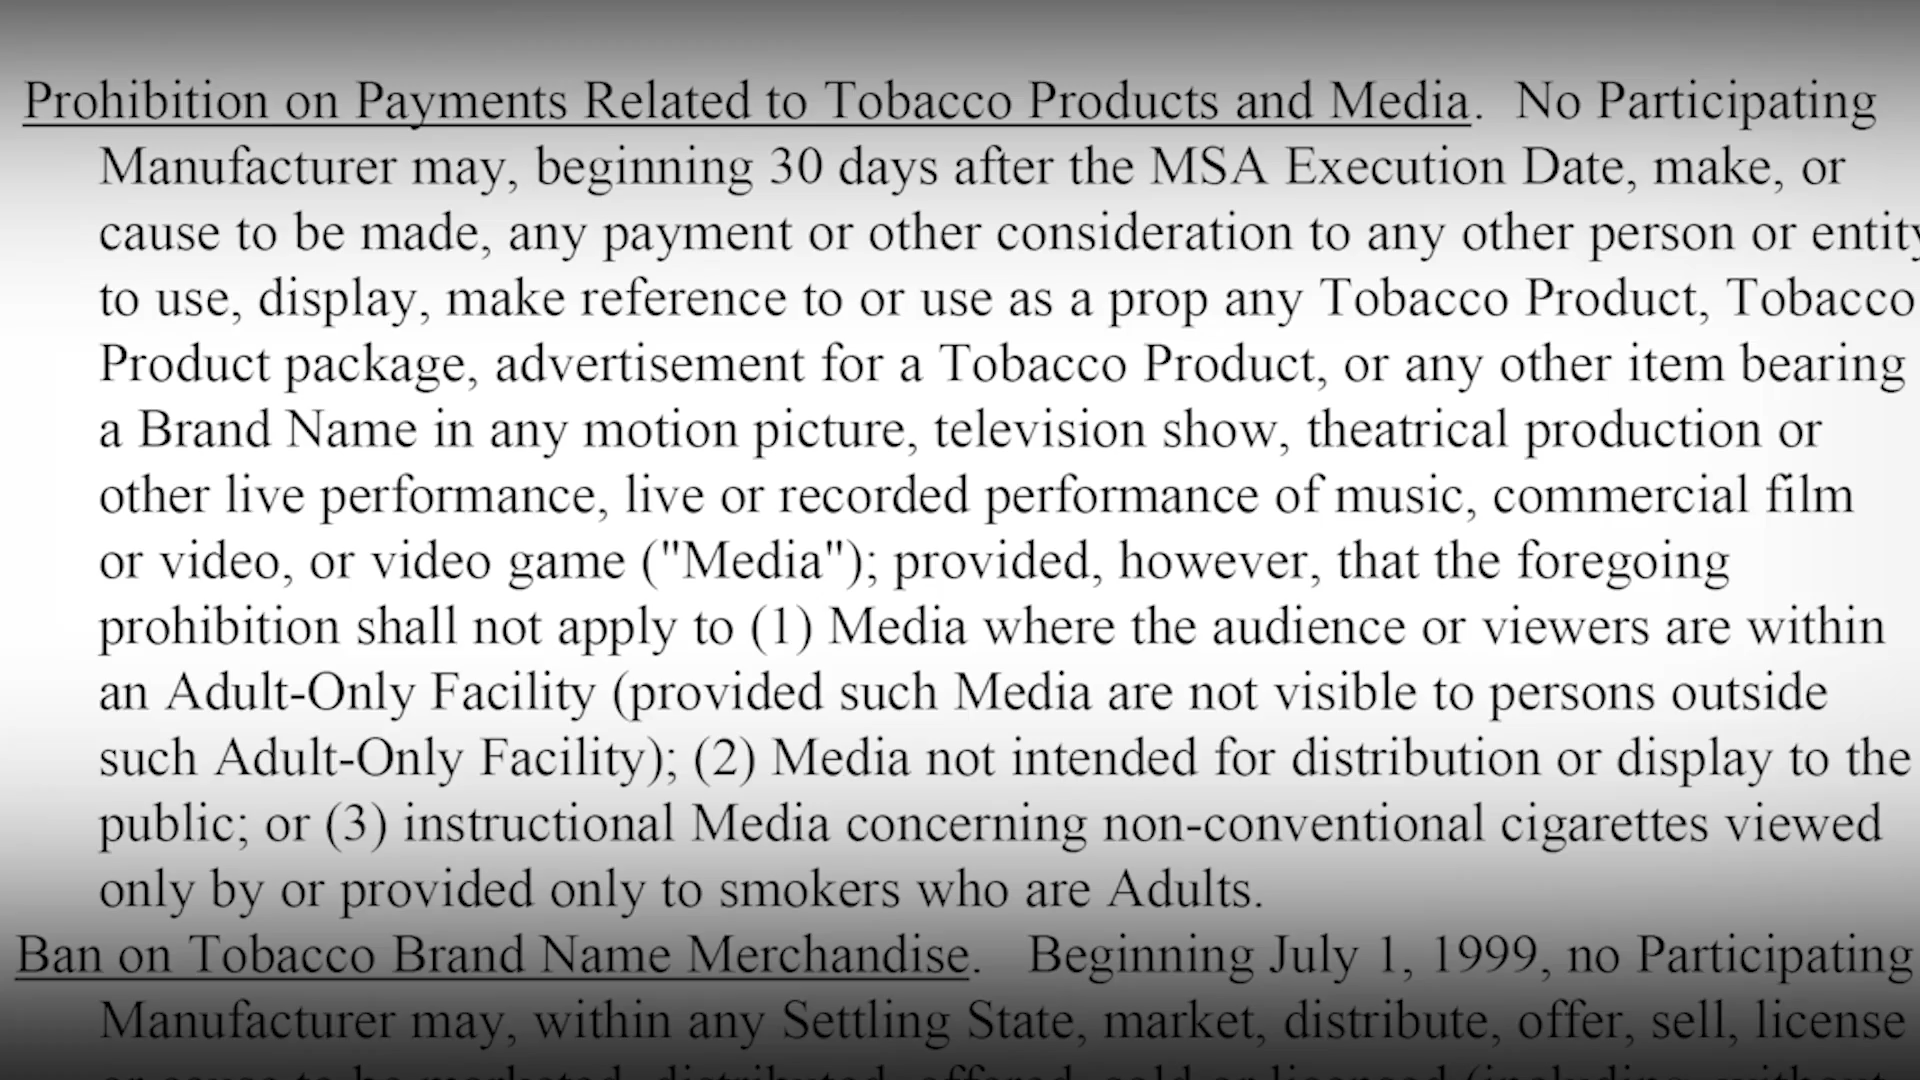 Prohibition on Payments Related to Tobacco Products and Media. No Participating
Manufacturer may, beginning 30 days after the MSA Execution Date, make, or
cause to be made, any payment or other consideration to any other person or entity
to use, display, make reference to or use as a prop any Tobacco Product, Tobacco
Product package, advertisement for a Tobacco Product, or any other item bearing
a Brand Name in any motion picture, television show, theatrical production or
other live performance, live or recorded performance of music, commercial film
or video, or video game ("Media"); provided, however, that the foregoing
prohibition shall not apply to (1) Media where the audience or viewers are within
an Adult-Only Facility (provided such Media are not visible to persons outside
such Adult-Only Facility); (2) Media not intended for distribution or display to the
public; or (3) instructional Media concerning non-conventional cigarettes viewed
only by or provided only to smokers who are Adults.
Ban on Tobacco Brand Name Merchandise. Beginning July 1, 1999, no Participating
Manufacturer may, within any Settling State, market, distribute, offer, sell, license